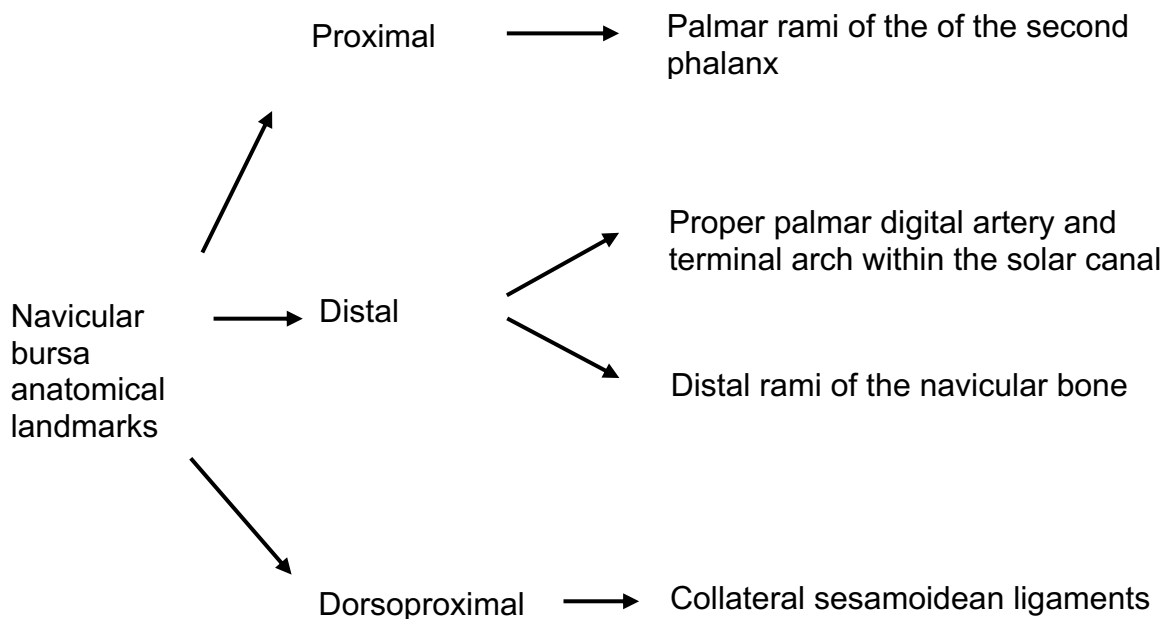 Proximal
Palmar rami of the of the second
phalanx
Proper palmar digital artery and
terminal arch within the solar canal
Navicular
bursa
anatomical
landmarks
Distal
Distal rami of the navicular bone
Dorsoproximal
Collateral sesamoidean ligaments